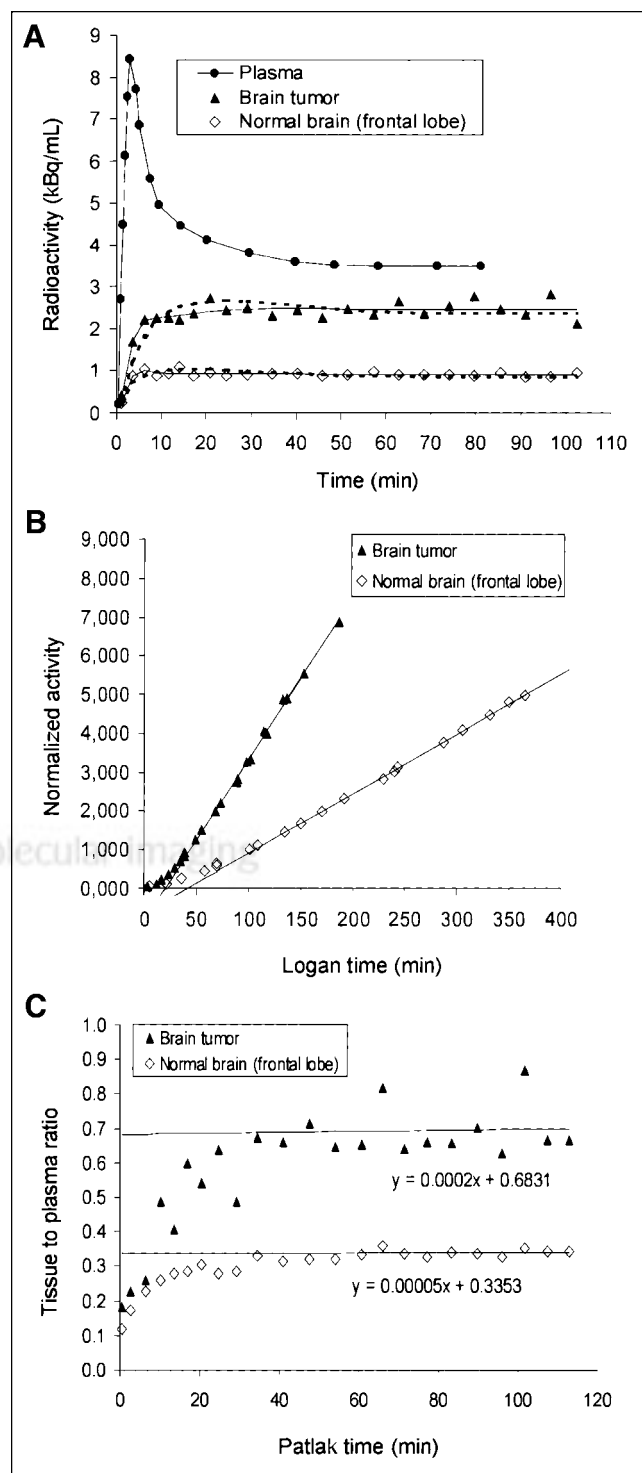 A
9
8
7
6
5
4
3
2
1
0
Radioactivity (kBq/mL)
Plasma
Brain tumor
Normal brain (frontal lobe)
0 10 20 30 40 50 60 70 80 90 100 110
Time (min)
B
9,000
8,000
7,000
6,000
5,000
4,000
3,000
2,000
1,000
0,000
Normalized activity
Brain tumor
Normal brain (frontal lobe)
0 50 100 150 200 250 300 350 400
Logan time (min)
olecular Imaging
C
1.0
0.9
0.8
0.7
0.6
0.5
0.4
0.3
0.2
0.1
0.0
Tissue to plasma ratio
Brain tumor
Normal brain (frontal lobe)
y = 0.0002x + 0.6831
y = 0.00005x + 0.3353
0 20 40 60 80 100 120
Patlak time (min)